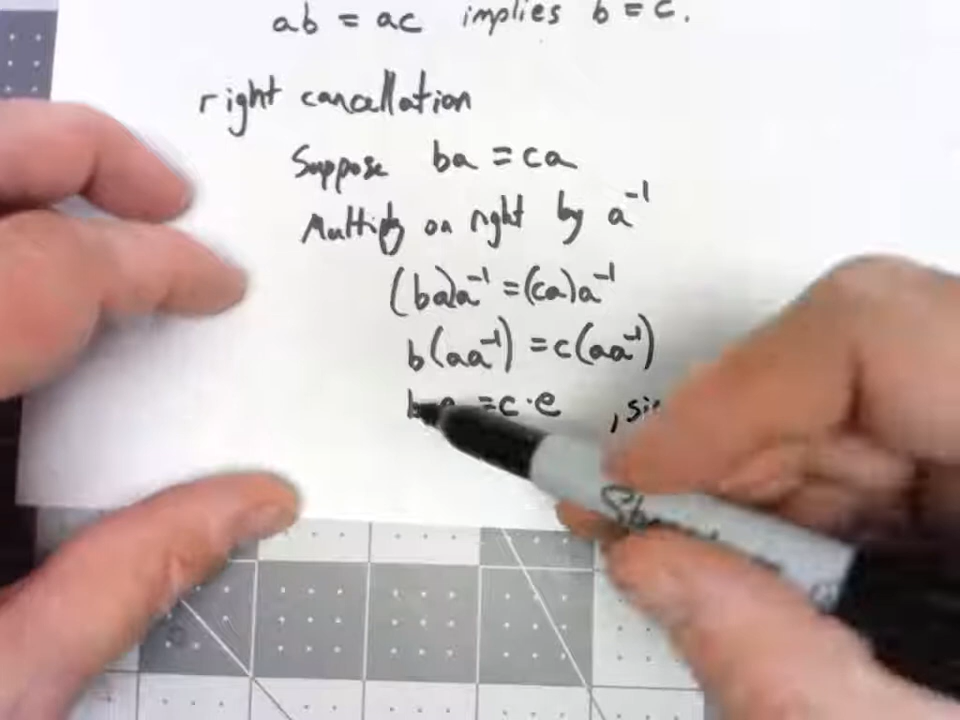 ab = ac implies b = c.
right cancallation
Suppose ba = ca
Multiply on right by a⁻¹
(ba)a⁻¹ = (ca)a⁻¹
b(aa⁻¹) = c(aa⁻¹)
= c·e